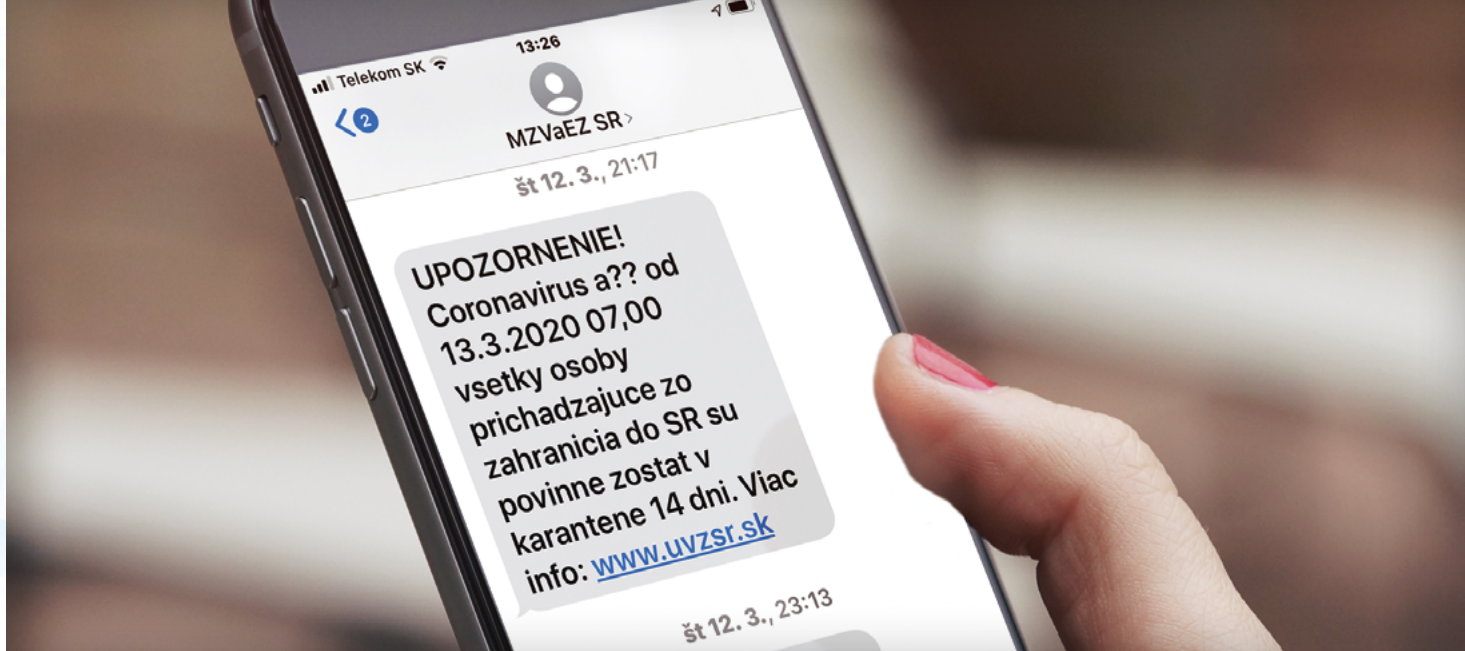 Telekom SK
13:26
2
MZVaEZ SR
št 12. 3., 21:17
UPOZORNENIE!
Coronavirus a?? od
13.3.2020 07,00
vsetky osoby
prichadzajuce zo
zahranicia do SR su
povinne zostat v
karantene 14 dni. Viac
info: www.uvzsr.sk
št 12. 3., 23:13